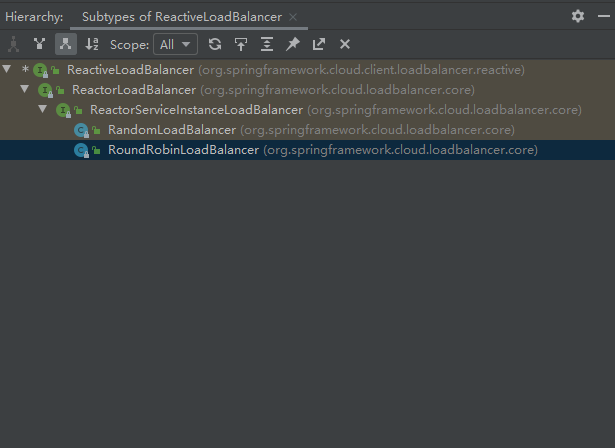 Hierarchy: Subtypes of ReactiveLoadBalancer
Scope: All
* ReactiveLoadBalancer (org.springframework.cloud.client.loadbalancer.reactive)
ReactorLoadBalancer (org.springframework.cloud.loadbalancer.core)
ReactorServiceInstanceLoadBalancer (org.springframework.cloud.loadbalancer.core)
RandomLoadBalancer (org.springframework.cloud.loadbalancer.core)
RoundRobinLoadBalancer (org.springframework.cloud.loadbalancer.core)